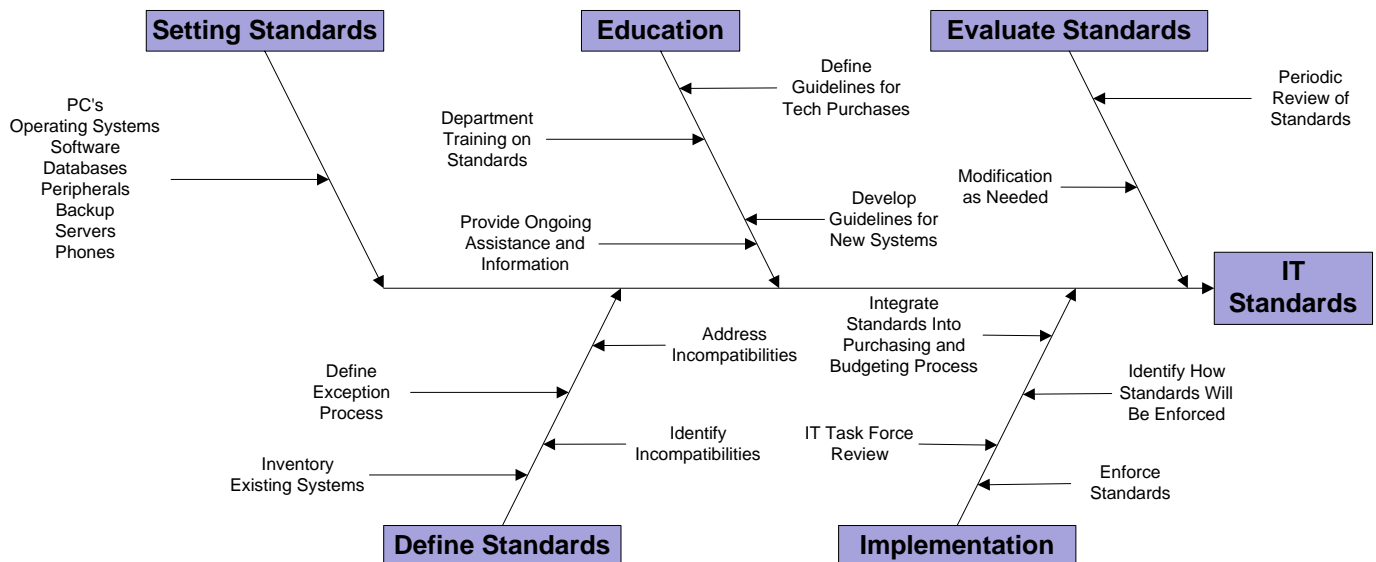 Setting Standards
Education
Evaluate Standards
PC's
Operating Systems
Software
Databases
Peripherals
Backup
Servers
Phones
Department
Training on
Standards
Define
Guidelines for
Tech Purchases
Provide Ongoing
Assistance and
Information
Develop
Guidelines for
New Systems
Periodic
Review of
Standards
Modification
as Needed
IT
Standards
Address
Incompatibilities
Define
Exception
Process
Identify
Incompatibilities
Inventory
Existing Systems
Integrate
Standards Into
Purchasing and
Budgeting Process
Identify How
Standards Will
Be Enforced
IT Task Force
Review
Enforce
Standards
Define Standards
Implementation